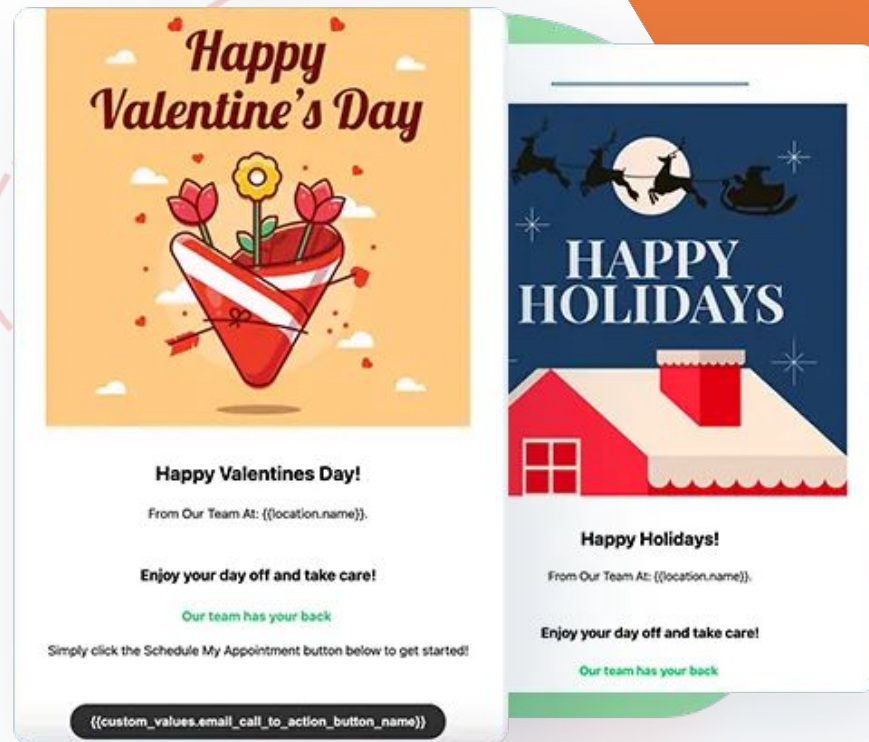 Happy
Valentine's Day
Happy Valentines Day!
From Our Team At: {{location.name}}.
Enjoy your day off and take care!
Our team has your back
Simply click the Schedule My Appointment button below to get started!
{{custom_values.email_call_to_action_button_name}}
HAPPY
HOLIDAYS
Happy Holidays!
From Our Team At: {{location.name}}.
Enjoy your day off and take care!
Our team has your back